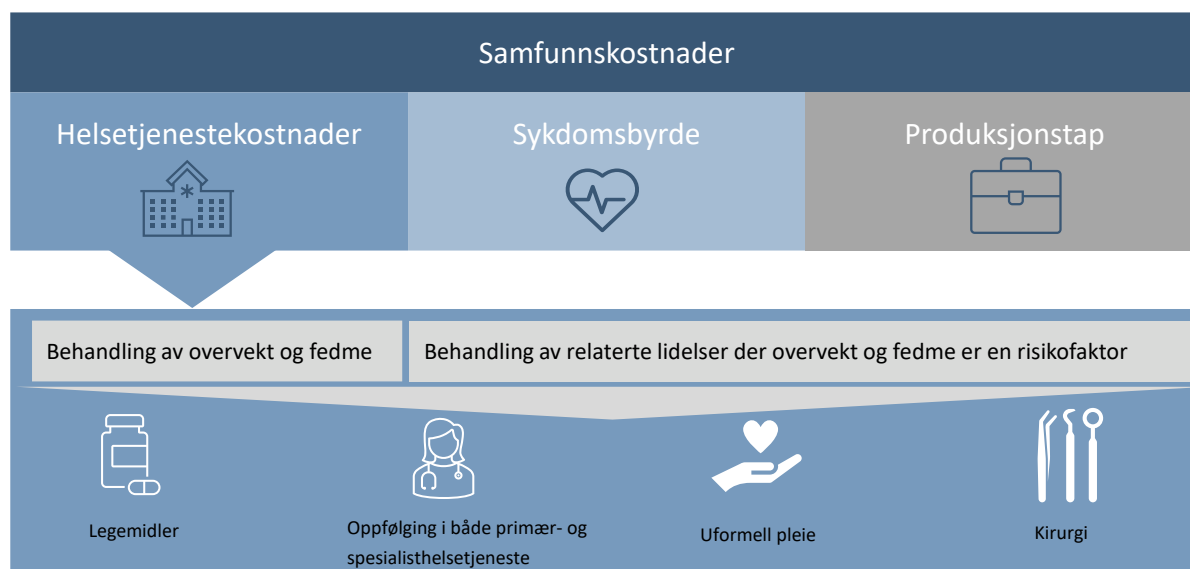 Samfunnskostnader
Helsetjenestekostnader
Sykdomsbyrde
Produksjonstap
Behandling av overvekt og fedme
Behandling av relaterte lidelser der overvekt og fedme er en risikofaktor
Legemidler
Oppfølging i både primær- og
spesialisthelsetjeneste
Uformell pleie
Kirurgi